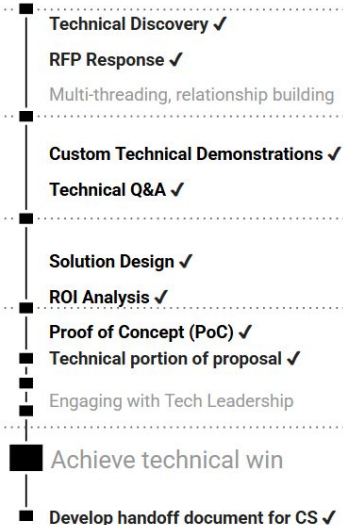 Technical Discovery ✓
RFP Response ✓
Multi-threading, relationship building
Custom Technical Demonstrations ✓
Technical Q&A ✓
Solution Design ✓
ROI Analysis ✓
Proof of Concept (PoC) ✓
Technical portion of proposal ✓
Engaging with Tech Leadership
Achieve technical win
Develop handoff document for CS ✓